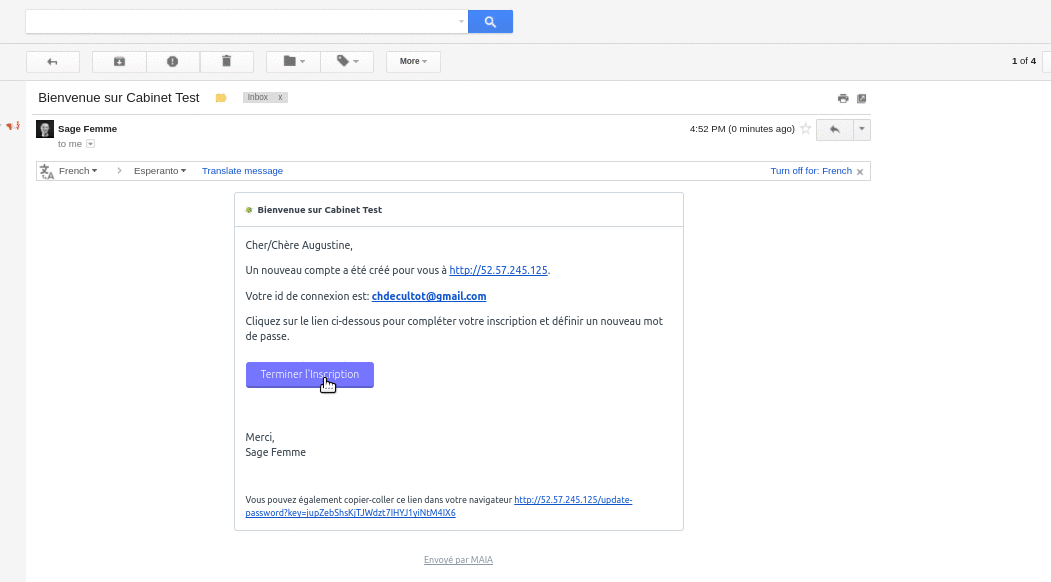 More
1 of 4
Bienvenue sur Cabinet Test
Inbox x
Sage Femme
4:52 PM (0 minutes ago)
to me
French
Esperanto
Translate message
Turn off for: French
Bienvenue sur Cabinet Test
Cher/Chère Augustine,
Un nouveau compte a été créé pour vous à http://52.57.245.125.
Votre id de connexion est: chdecultot@gmail.com
Cliquez sur le lien ci-dessous pour compléter votre inscription et définir un nouveau mot
de passe.
Terminer l'Inscription
Merci,
Sage Femme
Vous pouvez également copier-coller ce lien dans votre navigateur http://52.57.245.125/update-
password?key=jupZebShsKjTJWdzt7IHYJ1yiNtM4IX6
Envoyé par MAIA